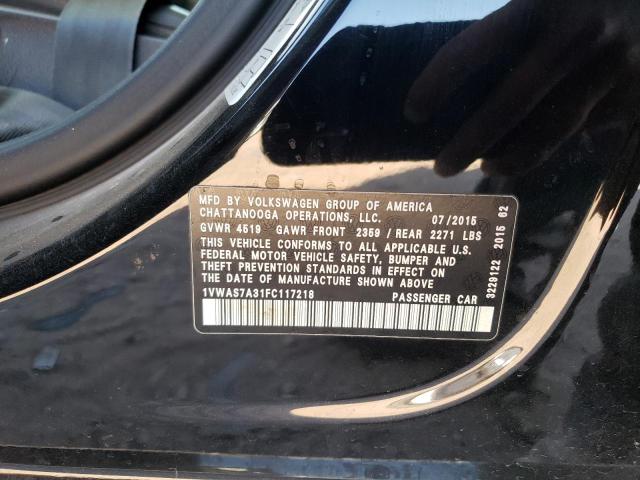 MFD BY VOLKSWAGEN GROUP OF AMERICA
CHATTANOOGA OPERATIONS, LLC. 07/2015
GVWR 4519 GAWR FRONT 2359 / REAR 2271 LBS
THIS VEHICLE CONFORMS TO ALL APPLICABLE U.S.
FEDERAL MOTOR VEHICLE SAFETY, BUMPER AND
THEFT PREVENTION STANDARDS IN EFFECT ON THE
DATE OF MANUFACTURE SHOWN ABOVE
1VWAS7A31FC117218 PASSENGER CAR
3229122 2015 62